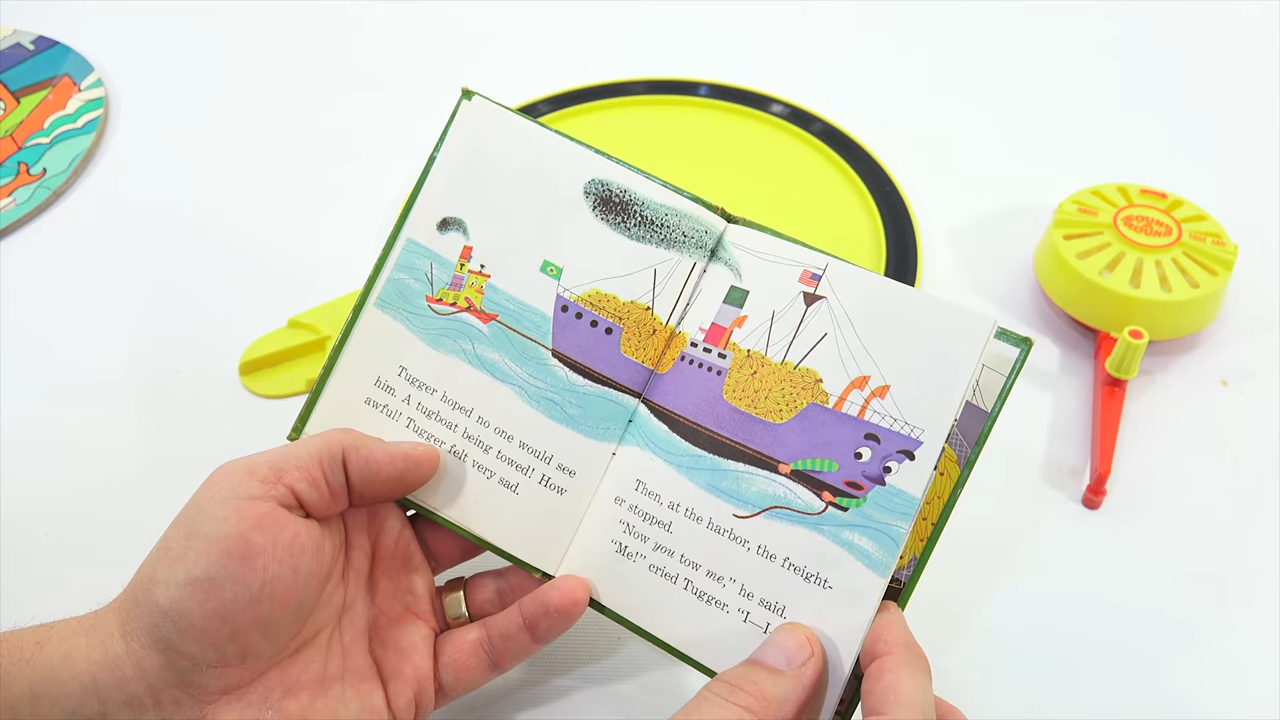 Tugger hoped no one would see
him. A tugboat being towed! How
awful! Tugger felt very sad.
Then, at the harbor, the freight-
er stopped.
"Now you tow me," he said.
"Me!" cried Tugger. "I—I—
T
SOUND
ROUND